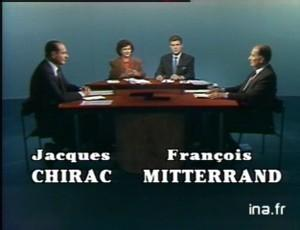 Jacques François
CHIRAC MITTERRAND
ina.fr